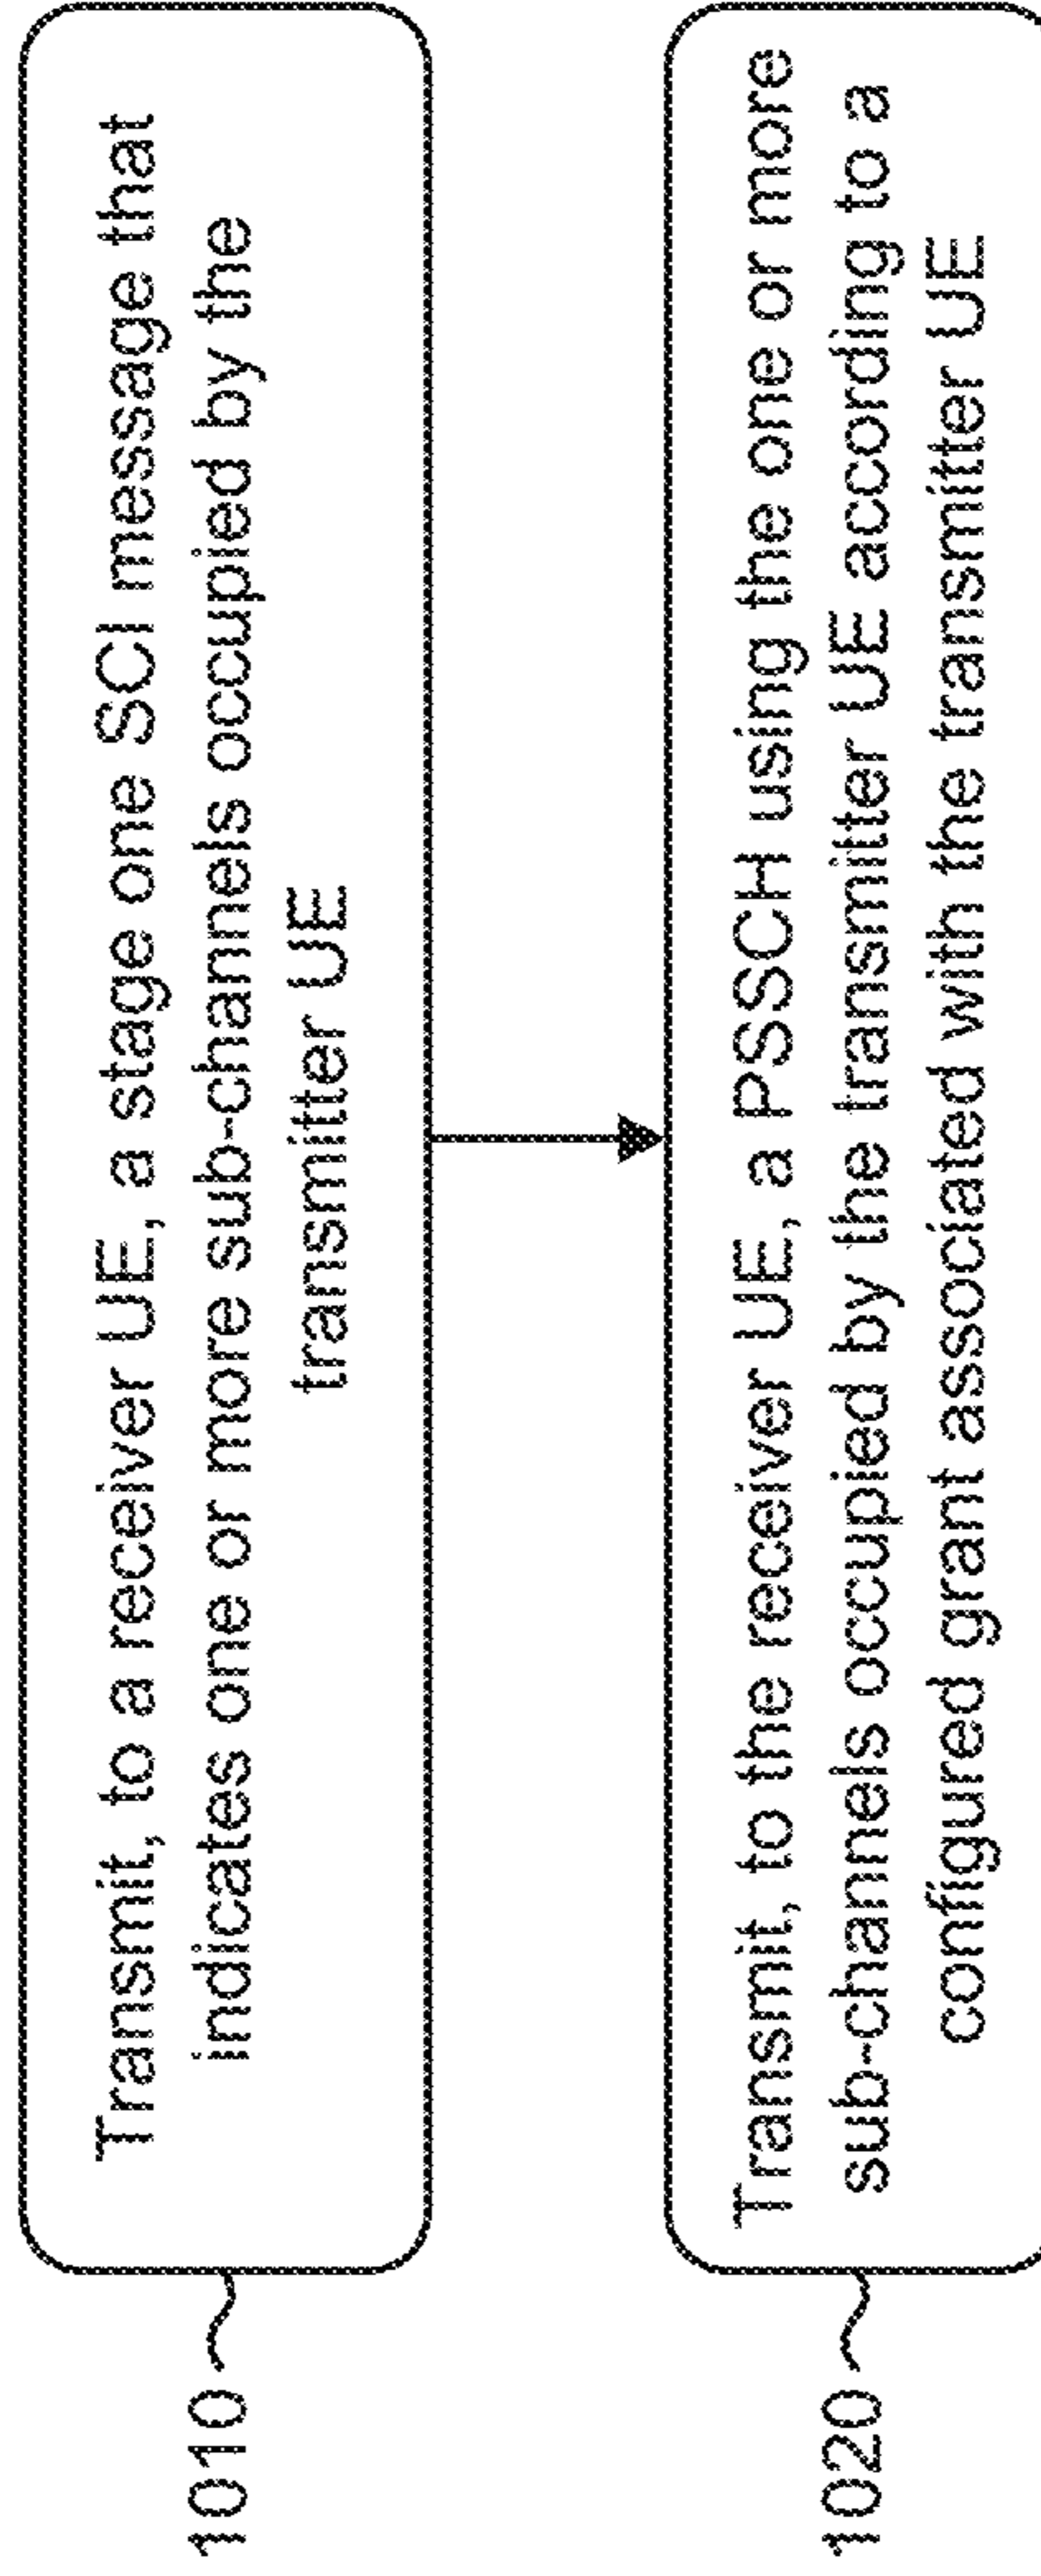 1010
Transmit, to a receiver UE, a stage one SCI message that
indicates one or more sub-channels occupied by the
transmitter UE
1020
Transmit, to the receiver UE, a PSSCH using the one or more
sub-channels occupied by the transmitter UE according to a
configured grant associated with the transmitter UE